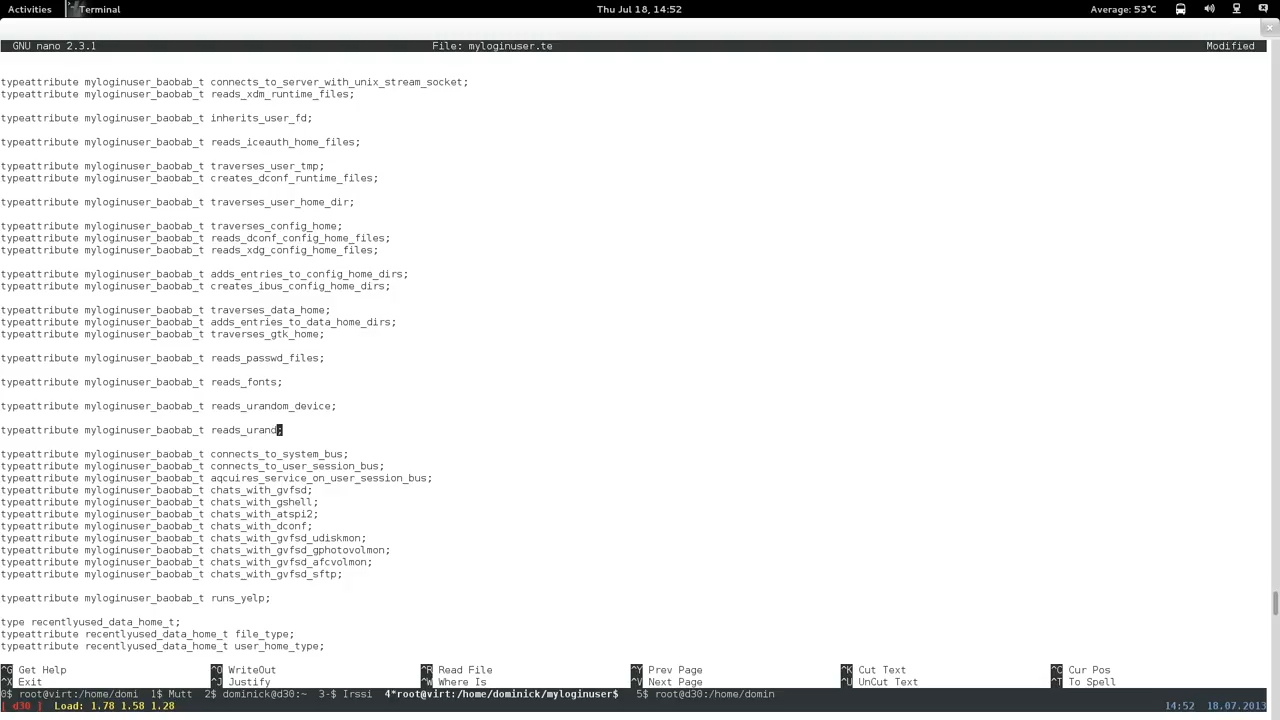 Activities Terminal Thu Jul 18, 14:52 Average: 53°C
GNU nano 2.3.1 File: myloginuser.te Modified
typeattribute myloginuser_baobab_t connects_to_server_with_unix_stream_socket;
typeattribute myloginuser_baobab_t reads_xdm_runtime_files;
typeattribute myloginuser_baobab_t inherits_user_fd;
typeattribute myloginuser_baobab_t reads_iceauth_home_files;
typeattribute myloginuser_baobab_t traverses_user_tmp;
typeattribute myloginuser_baobab_t creates_dconf_runtime_files;
typeattribute myloginuser_baobab_t traverses_user_home_dir;
typeattribute myloginuser_baobab_t traverses_config_home;
typeattribute myloginuser_baobab_t reads_dconf_config_home_files;
typeattribute myloginuser_baobab_t reads_xdg_config_home_files;
typeattribute myloginuser_baobab_t adds_entries_to_config_home_dirs;
typeattribute myloginuser_baobab_t creates_ibus_config_home_dirs;
typeattribute myloginuser_baobab_t traverses_data_home;
typeattribute myloginuser_baobab_t adds_entries_to_data_home_dirs;
typeattribute myloginuser_baobab_t traverses_gtk_home;
typeattribute myloginuser_baobab_t reads_passwd_files;
typeattribute myloginuser_baobab_t reads_fonts;
typeattribute myloginuser_baobab_t reads_urandom_device;
typeattribute myloginuser_baobab_t reads_urand;
typeattribute myloginuser_baobab_t connects_to_system_bus;
typeattribute myloginuser_baobab_t connects_to_user_session_bus;
typeattribute myloginuser_baobab_t aqcuires_service_on_user_session_bus;
typeattribute myloginuser_baobab_t chats_with_gvfsd;
typeattribute myloginuser_baobab_t chats_with_gshell;
typeattribute myloginuser_baobab_t chats_with_atspi2;
typeattribute myloginuser_baobab_t chats_with_dconf;
typeattribute myloginuser_baobab_t chats_with_gvfsd_udiskmon;
typeattribute myloginuser_baobab_t chats_with_gvfsd_gphotovolmon;
typeattribute myloginuser_baobab_t chats_with_gvfsd_afcvolmon;
typeattribute myloginuser_baobab_t chats_with_gvfsd_sftp;
typeattribute myloginuser_baobab_t runs_yelp;
type recentlyused_data_home_t;
typeattribute recentlyused_data_home_t file_type;
typeattribute recentlyused_data_home_t user_home_type;
^G Get Help ^O WriteOut ^R Read File ^Y Prev Page ^K Cut Text ^C Cur Pos
^X Exit ^J Justify ^W Where Is ^V Next Page ^U UnCut Text ^T To Spell
0$ root@virt:/home/domi 1$ Mutt 2$ dominick@d30:~ 3-$ Irssi 4*root@virt:/home/dominick/myloginuser$ 5$ root@d30:/home/domin
[ d30 ] Load: 1.78 1.58 1.28 14:52 18.07.2013